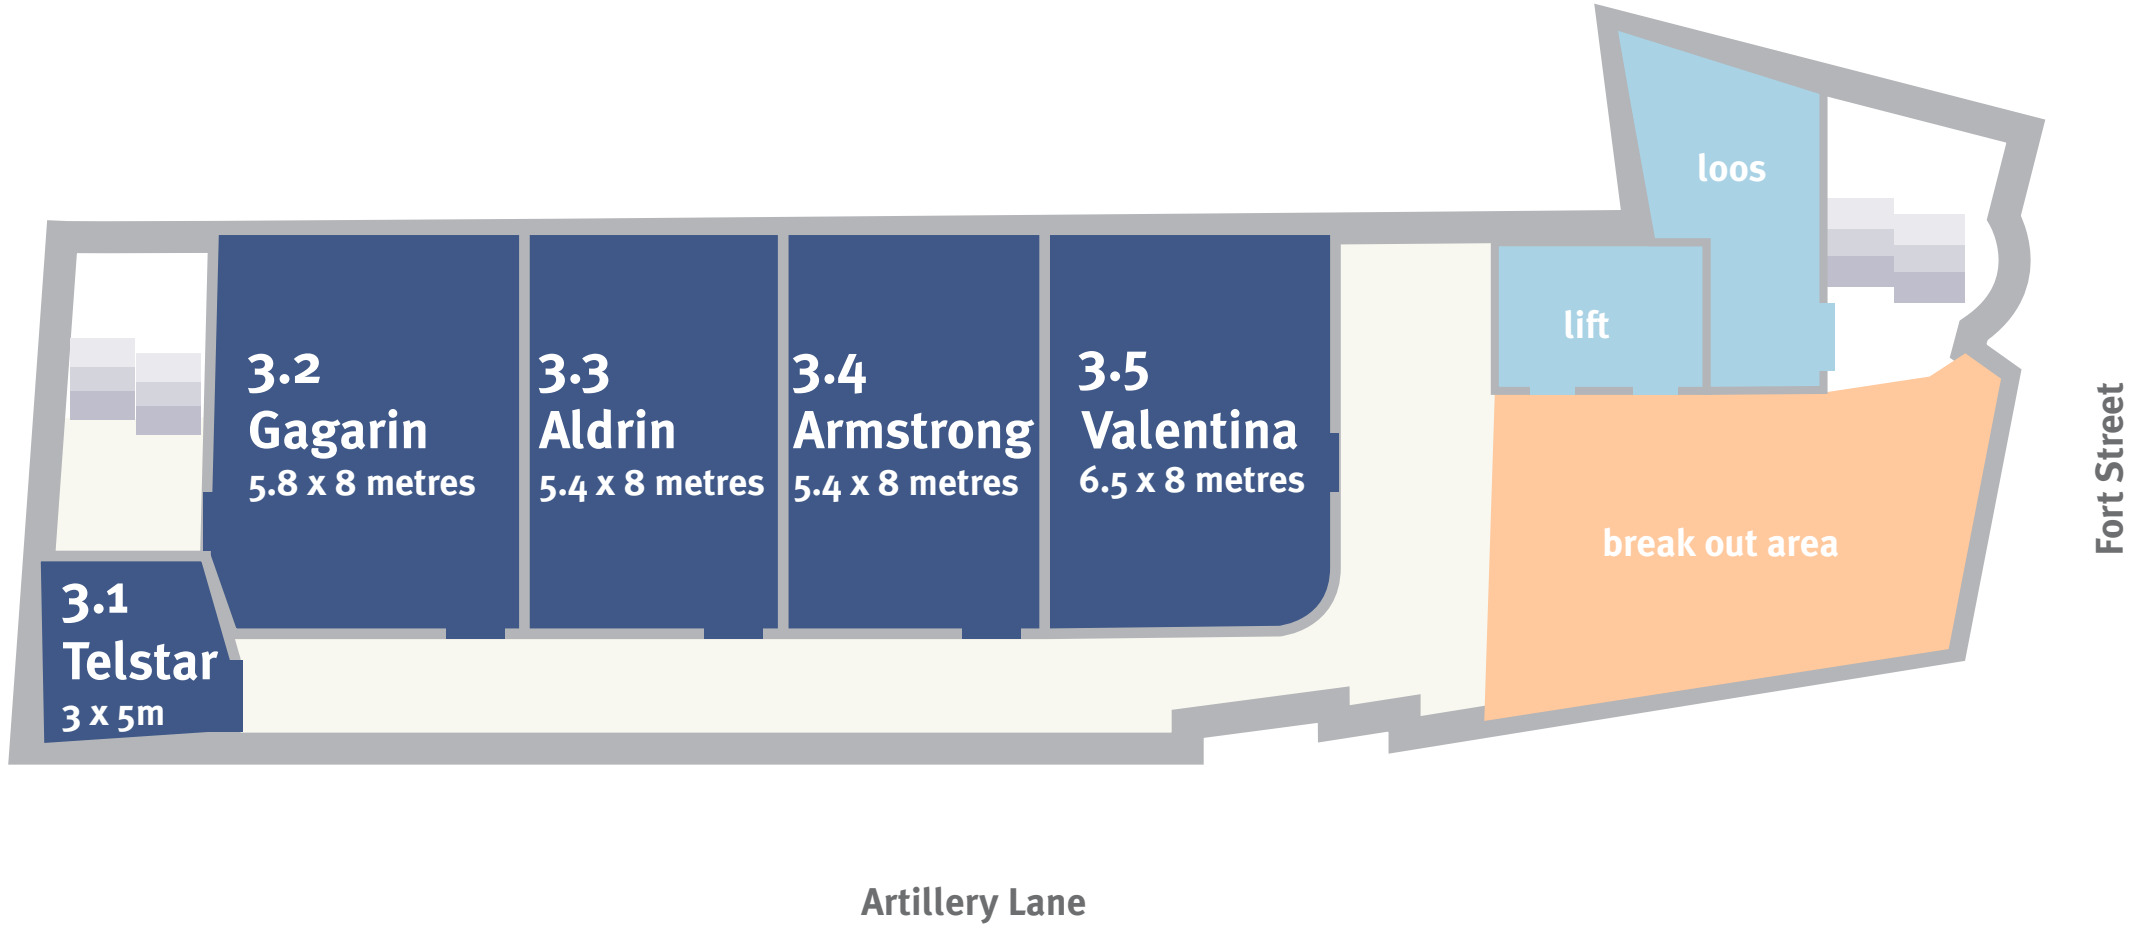 loos
lift
3.2
Gagarin
5.8 x 8 metres
3.3
Aldrin
5.4 x 8 metres
3.4
Armstrong
5.4 x 8 metres
3.5
Valentina
6.5 x 8 metres
break out area
3.1
Telstar
3 x 5m
Fort Street
Artillery Lane